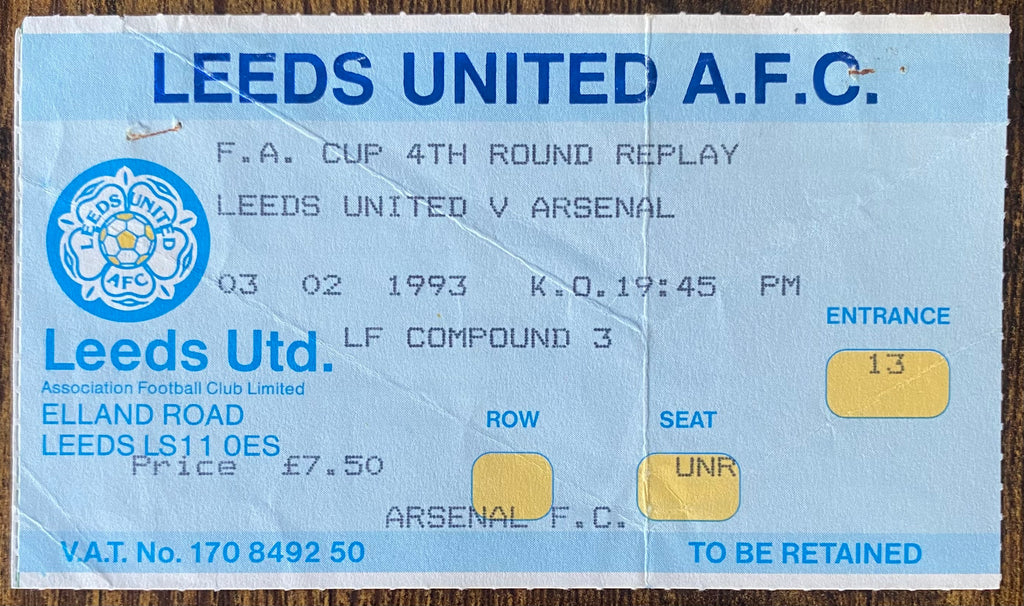 LEEDS UNITED A.F.C.
F.A. CUP 4TH ROUND REPLAY
LEEDS UNITED V ARSENAL
LEEDS UNITED
AFC
03 02 1993 K.O.19:45 PM
LF COMPOUND 3
ENTRANCE
13
Leeds Utd.
Association Football Club Limited
ELLAND ROAD
LEEDS LS11 0ES
ROW SEAT
Price £7.50 UNR
ARSENAL F.C.
V.A.T. No. 170 8492 50 TO BE RETAINED